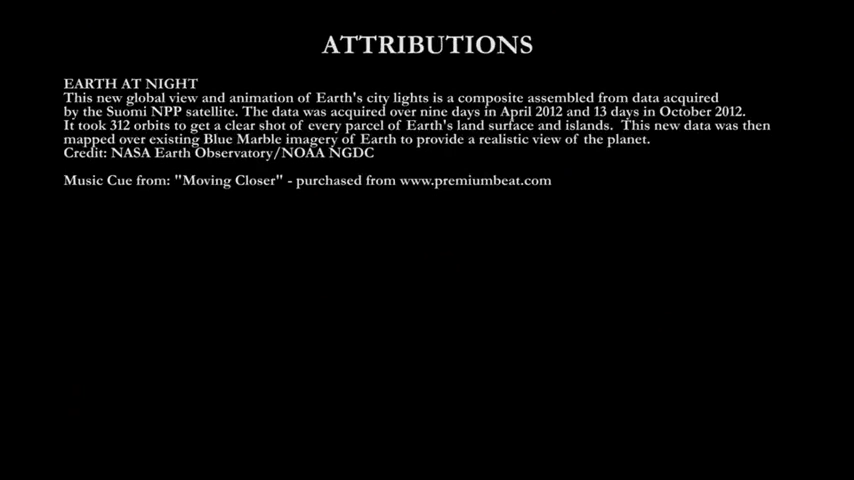 ATTRIBUTIONS
EARTH AT NIGHT
This new global view and animation of Earth's city lights is a composite assembled from data acquired
by the Suomi NPP satellite. The data was acquired over nine days in April 2012 and 13 days in October 2012.
It took 312 orbits to get a clear shot of every parcel of Earth's land surface and islands. This new data was then
mapped over existing Blue Marble imagery of Earth to provide a realistic view of the planet.
Credit: NASA Earth Observatory/NOAA NGDC
Music Cue from: "Moving Closer" - purchased from www.premiumbeat.com